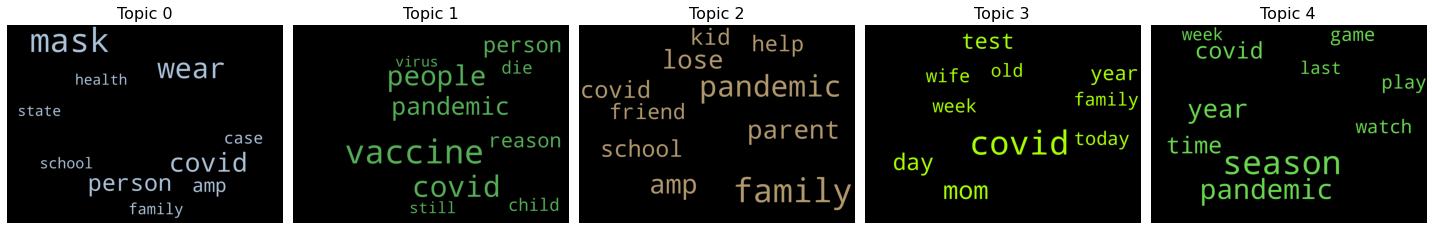 Topic 0
mask
wear
health
state
case
school
covid
person
amp
family
Topic 1
person
virus
die
people
pandemic
reason
vaccine
covid
still
child
Topic 2
kid
help
lose
pandemic
covid
friend
parent
school
amp
family
Topic 3
test
old
wife
year
week
family
covid
today
day
mom
Topic 4
week
game
covid
last
play
year
watch
time
season
pandemic